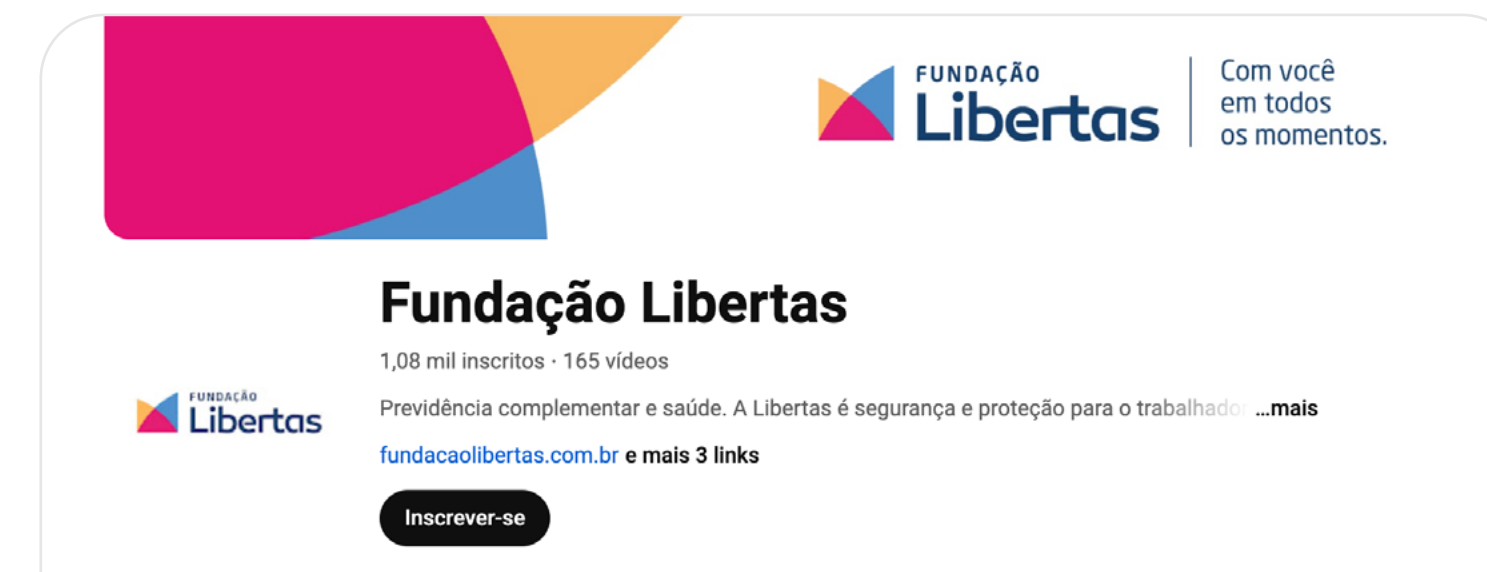 FUNDAÇÃO
Libertas
Com você
em todos
os momentos.
Fundação Libertas
1,08 mil inscritos · 165 vídeos
FUNDAÇÃO
Libertas
Previdência complementar e saúde. A Libertas é segurança e proteção para o trabalhador ...mais
fundacaolibertas.com.br e mais 3 links
Inscrever-se